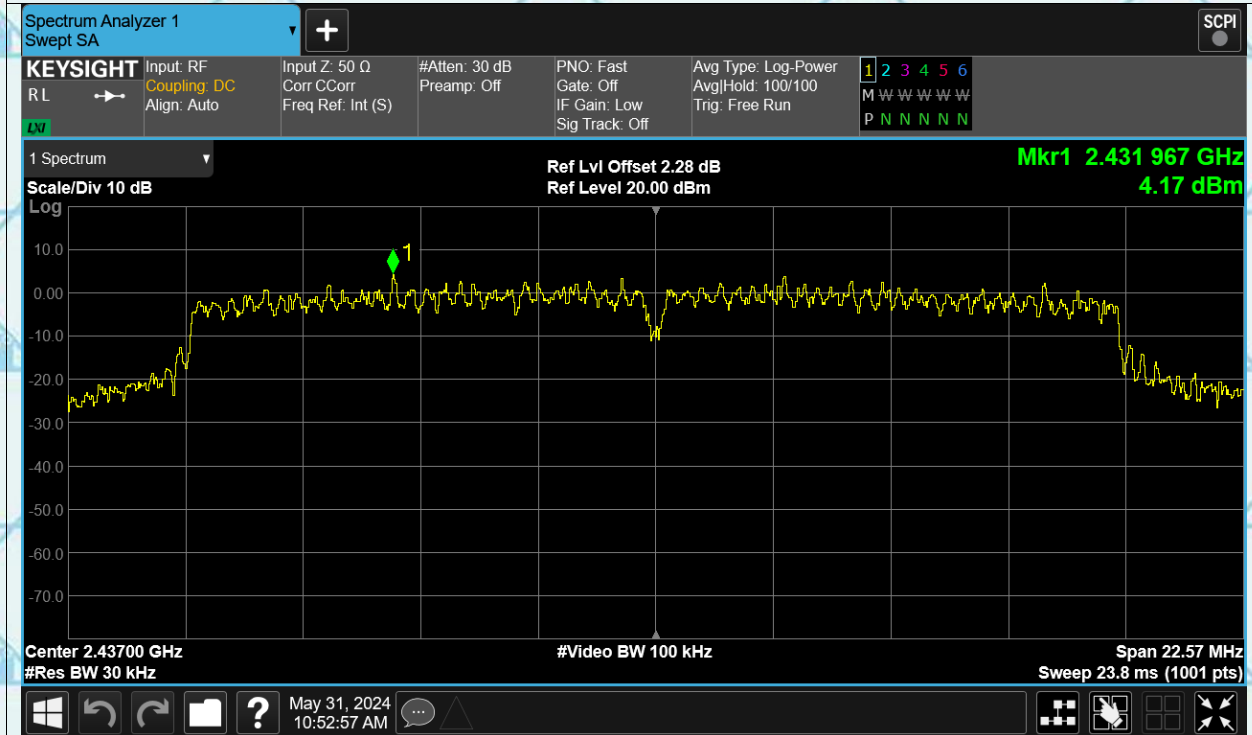 Spectrum Analyzer 1
Swept SA
+
SCPI
KEYSIGHT
RL
LXI
Input: RF
Coupling: DC
Align: Auto
Input Z: 50 Ω
Corr CCorr
Freq Ref: Int (S)
#Atten: 30 dB
Preamp: Off
PNO: Fast
Gate: Off
IF Gain: Low
Sig Track: Off
Avg Type: Log-Power
Avg|Hold: 100/100
Trig: Free Run
1 2 3 4 5 6
M W W W W W
P N N N N N
1 Spectrum
Scale/Div 10 dB
Log
Ref Lvl Offset 2.28 dB
Ref Level 20.00 dBm
Mkr1 2.431 967 GHz
4.17 dBm
1
10.0
0.00
-10.0
-20.0
-30.0
-40.0
-50.0
-60.0
-70.0
Center 2.43700 GHz
#Video BW 100 kHz
Span 22.57 MHz
#Res BW 30 kHz
Sweep 23.8 ms (1001 pts)
?
May 31, 2024
10:52:57 AM